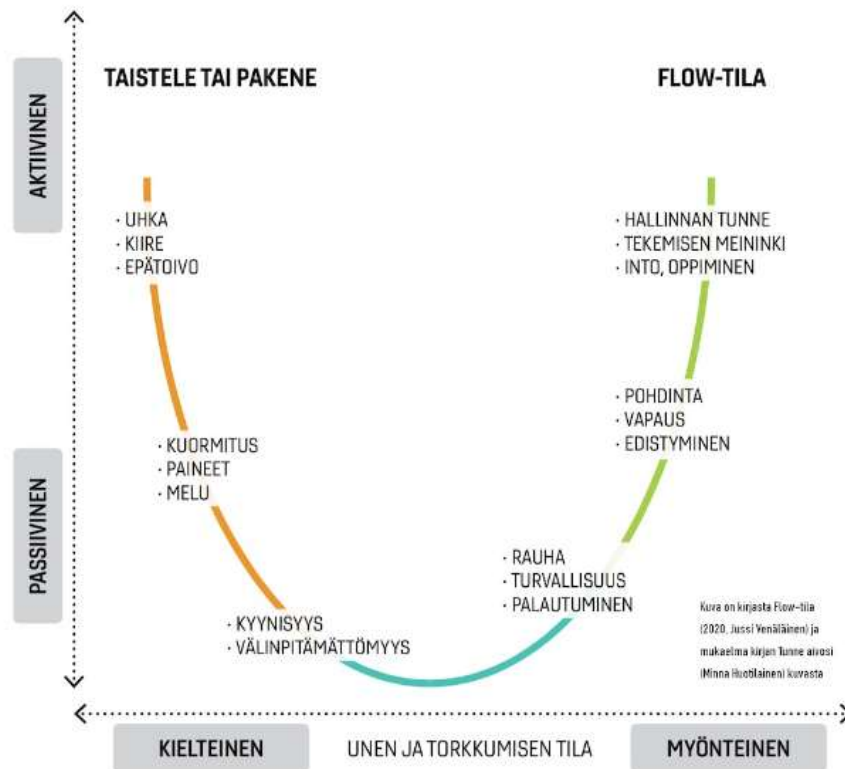 TAISTELE TAI PAKENE
FLOW-TILA
AKTIIVINEN
· UHKA
· KIIRE
· EPÄTOIVO
· HALLINNAN TUNNE
· TEKEMISEN MEININKI
· INTO, OPPIMINEN
· KUORMITUS
· PAINEET
· MELU
· POHDINTA
· VAPAUS
· EDISTYMINEN
PASSIIVINEN
· KYYNISYYS
· VÄLINPITÄMÄTTÖMYYS
· RAUHA
· TURVALLISUUS
· PALAUTUMINEN
Kuva on kirjasta Flow-tila
(2020, Jussi Venäläinen) ja
mukaelma kirjan Tunne aivosi
(Minna Huotilainen) kuvasta
KIELTEINEN
UNEN JA TORKKUMISEN TILA
MYÖNTEINEN